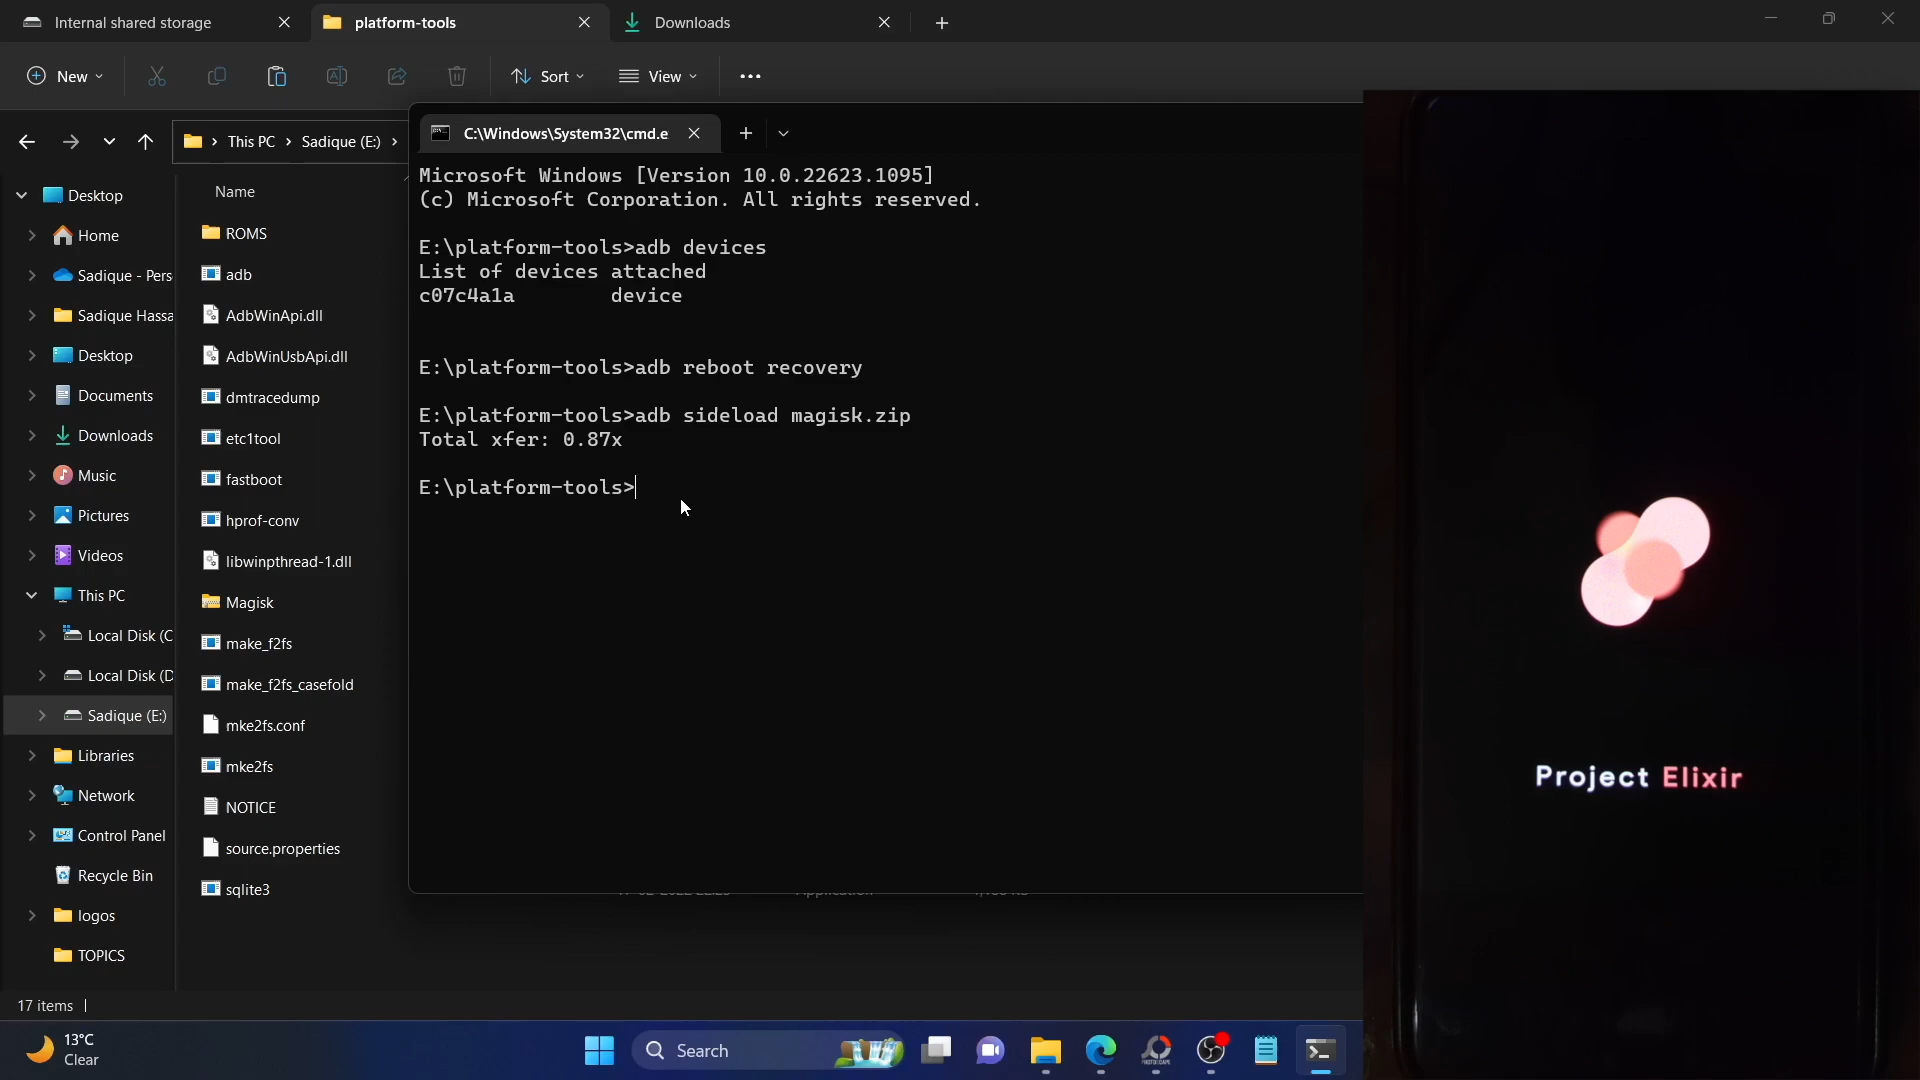 Internal shared storage
platform-tools
Downloads
New
Sort
View
This PC
Sadique (E:)
C:\Windows\System32\cmd.e
Desktop
Home
Sadique - Pers
Sadique Hassa
Desktop
Documents
Downloads
Music
Pictures
Videos
This PC
Local Disk (C
Local Disk (D
Sadique (E:)
Libraries
Network
Control Panel
Recycle Bin
logos
TOPICS
Name
ROMS
adb
AdbWinApi.dll
AdbWinUsbApi.dll
dmtracedump
etc1tool
fastboot
hprof-conv
libwinpthread-1.dll
Magisk
make_f2fs
make_f2fs_casefold
mke2fs.conf
mke2fs
NOTICE
source.properties
sqlite3
Microsoft Windows [Version 10.0.22623.1095]
(c) Microsoft Corporation. All rights reserved.
E:\platform-tools>adb devices
List of devices attached
c07c4a1a device
E:\platform-tools>adb reboot recovery
E:\platform-tools>adb sideload magisk.zip
Total xfer: 0.87x
E:\platform-tools>
Project Elixir
17 items
13°C
Clear
Search